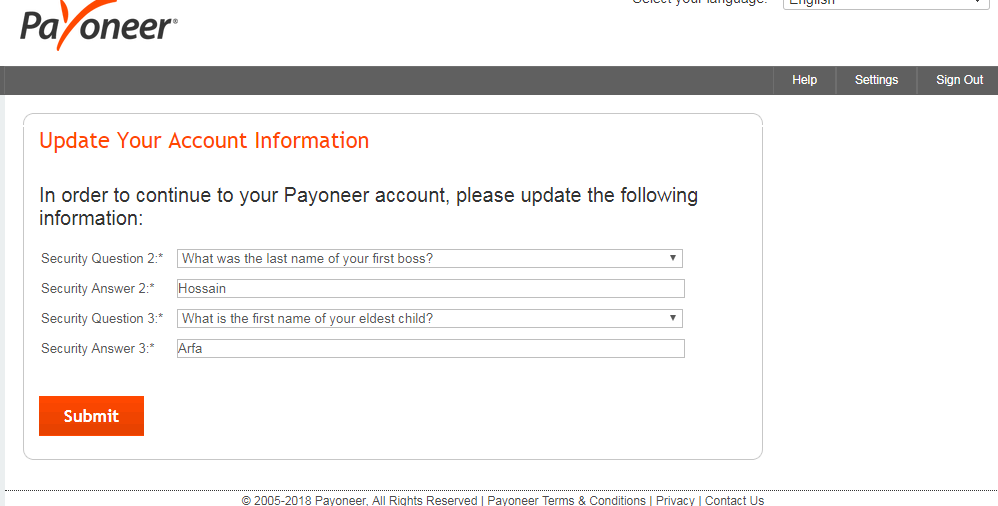 Payoneer®
Select your language: English
Help Settings Sign Out
Update Your Account Information
In order to continue to your Payoneer account, please update the following
information:
Security Question 2:* What was the last name of your first boss?
Security Answer 2:* Hossain
Security Question 3:* What is the first name of your eldest child?
Security Answer 3:* Arfa
Submit
© 2005-2018 Payoneer, All Rights Reserved | Payoneer Terms & Conditions | Privacy | Contact Us